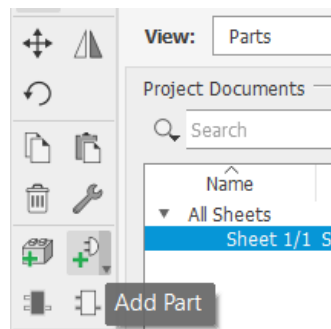 View: Parts
Project Documents
Search
Name
All Sheets
Sheet 1/1 S
Add Part